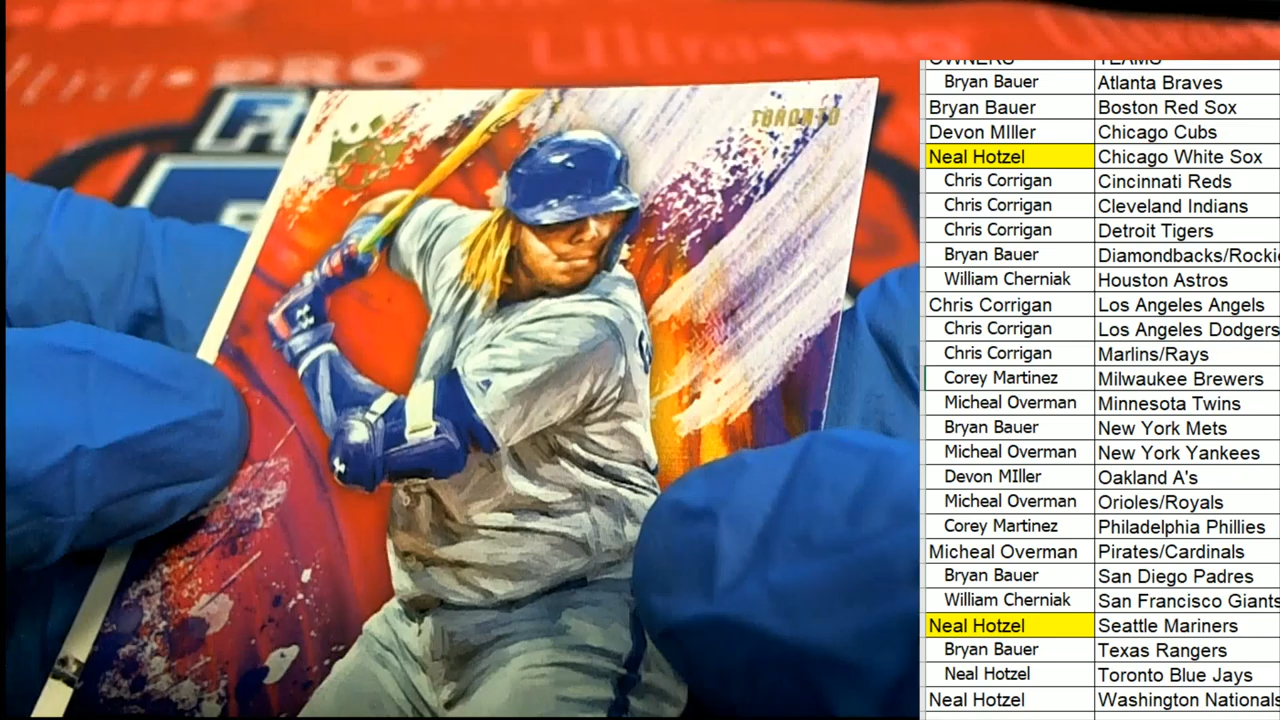 Ultra•PRO
Ultra•PRO
TORONTO
OWNERS TEAMS
Bryan Bauer Atlanta Braves
Bryan Bauer Boston Red Sox
Devon MIller Chicago Cubs
Neal Hotzel Chicago White Sox
Chris Corrigan Cincinnati Reds
Chris Corrigan Cleveland Indians
Chris Corrigan Detroit Tigers
Bryan Bauer Diamondbacks/Rockie
William Cherniak Houston Astros
Chris Corrigan Los Angeles Angels
Chris Corrigan Los Angeles Dodgers
Chris Corrigan Marlins/Rays
Corey Martinez Milwaukee Brewers
Micheal Overman Minnesota Twins
Bryan Bauer New York Mets
Micheal Overman New York Yankees
Devon MIller Oakland A's
Micheal Overman Orioles/Royals
Corey Martinez Philadelphia Phillies
Micheal Overman Pirates/Cardinals
Bryan Bauer San Diego Padres
William Cherniak San Francisco Giants
Neal Hotzel Seattle Mariners
Bryan Bauer Texas Rangers
Neal Hotzel Toronto Blue Jays
Neal Hotzel Washington Nationals